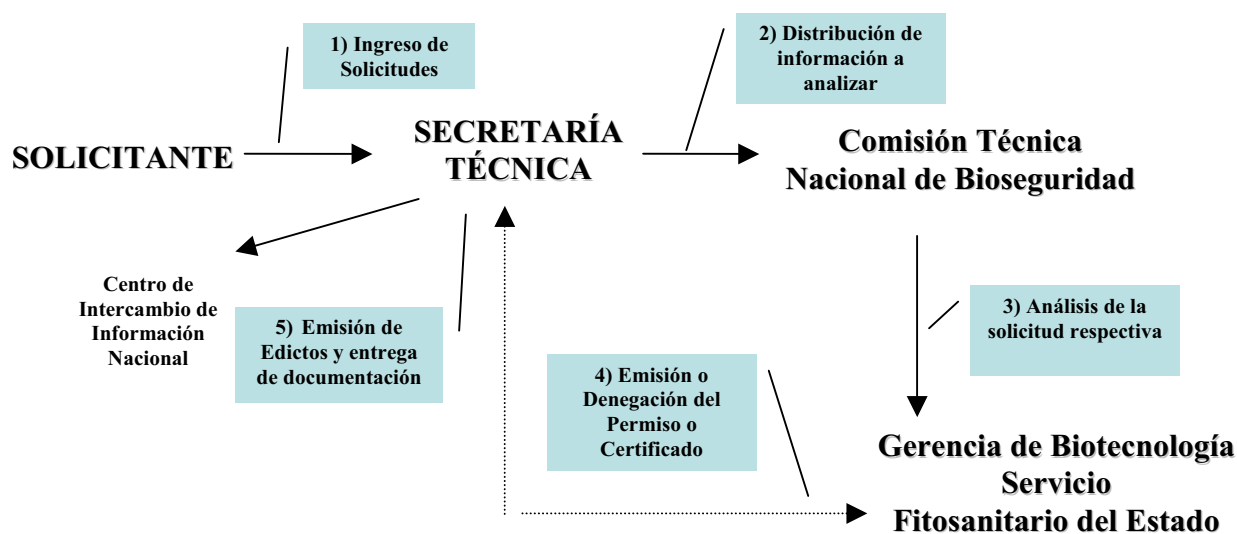 1) Ingreso de
Solicitudes
2) Distribución de
información a
analizar
SOLICITANTE
SECRETARÍA
TÉCNICA
Comisión Técnica
Nacional de Bioseguridad
Centro de
Intercambio de
Información
Nacional
5) Emisión de
Edictos y entrega
de documentación
3) Análisis de la
solicitud respectiva
4) Emisión o
Denegación del
Permiso o
Certificado
Gerencia de Biotecnología
Servicio
Fitosanitario del Estado